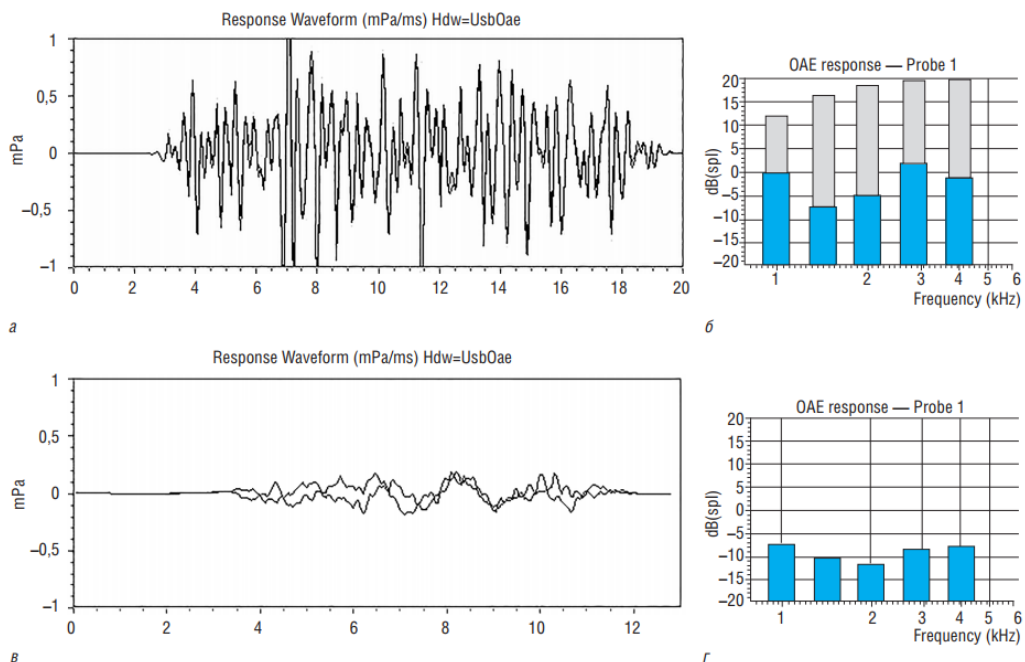 Response Waveform (mPa/ms) Hdw=UsbOae
1
0,5
0
–0,5
–1
mPa
0 2 4 6 8 10 12 14 16 18 20
а
OAE response — Probe 1
20
15
10
5
0
–5
–10
–15
–20
dB(spl)
1 2 3 4 5 6
Frequency (kHz)
б
Response Waveform (mPa/ms) Hdw=UsbOae
1
0,5
0
–0,5
–1
mPa
0 2 4 6 8 10 12
в
OAE response — Probe 1
20
15
10
5
0
–5
–10
–15
–20
dB(spl)
1 2 3 4 5 6
Frequency (kHz)
г